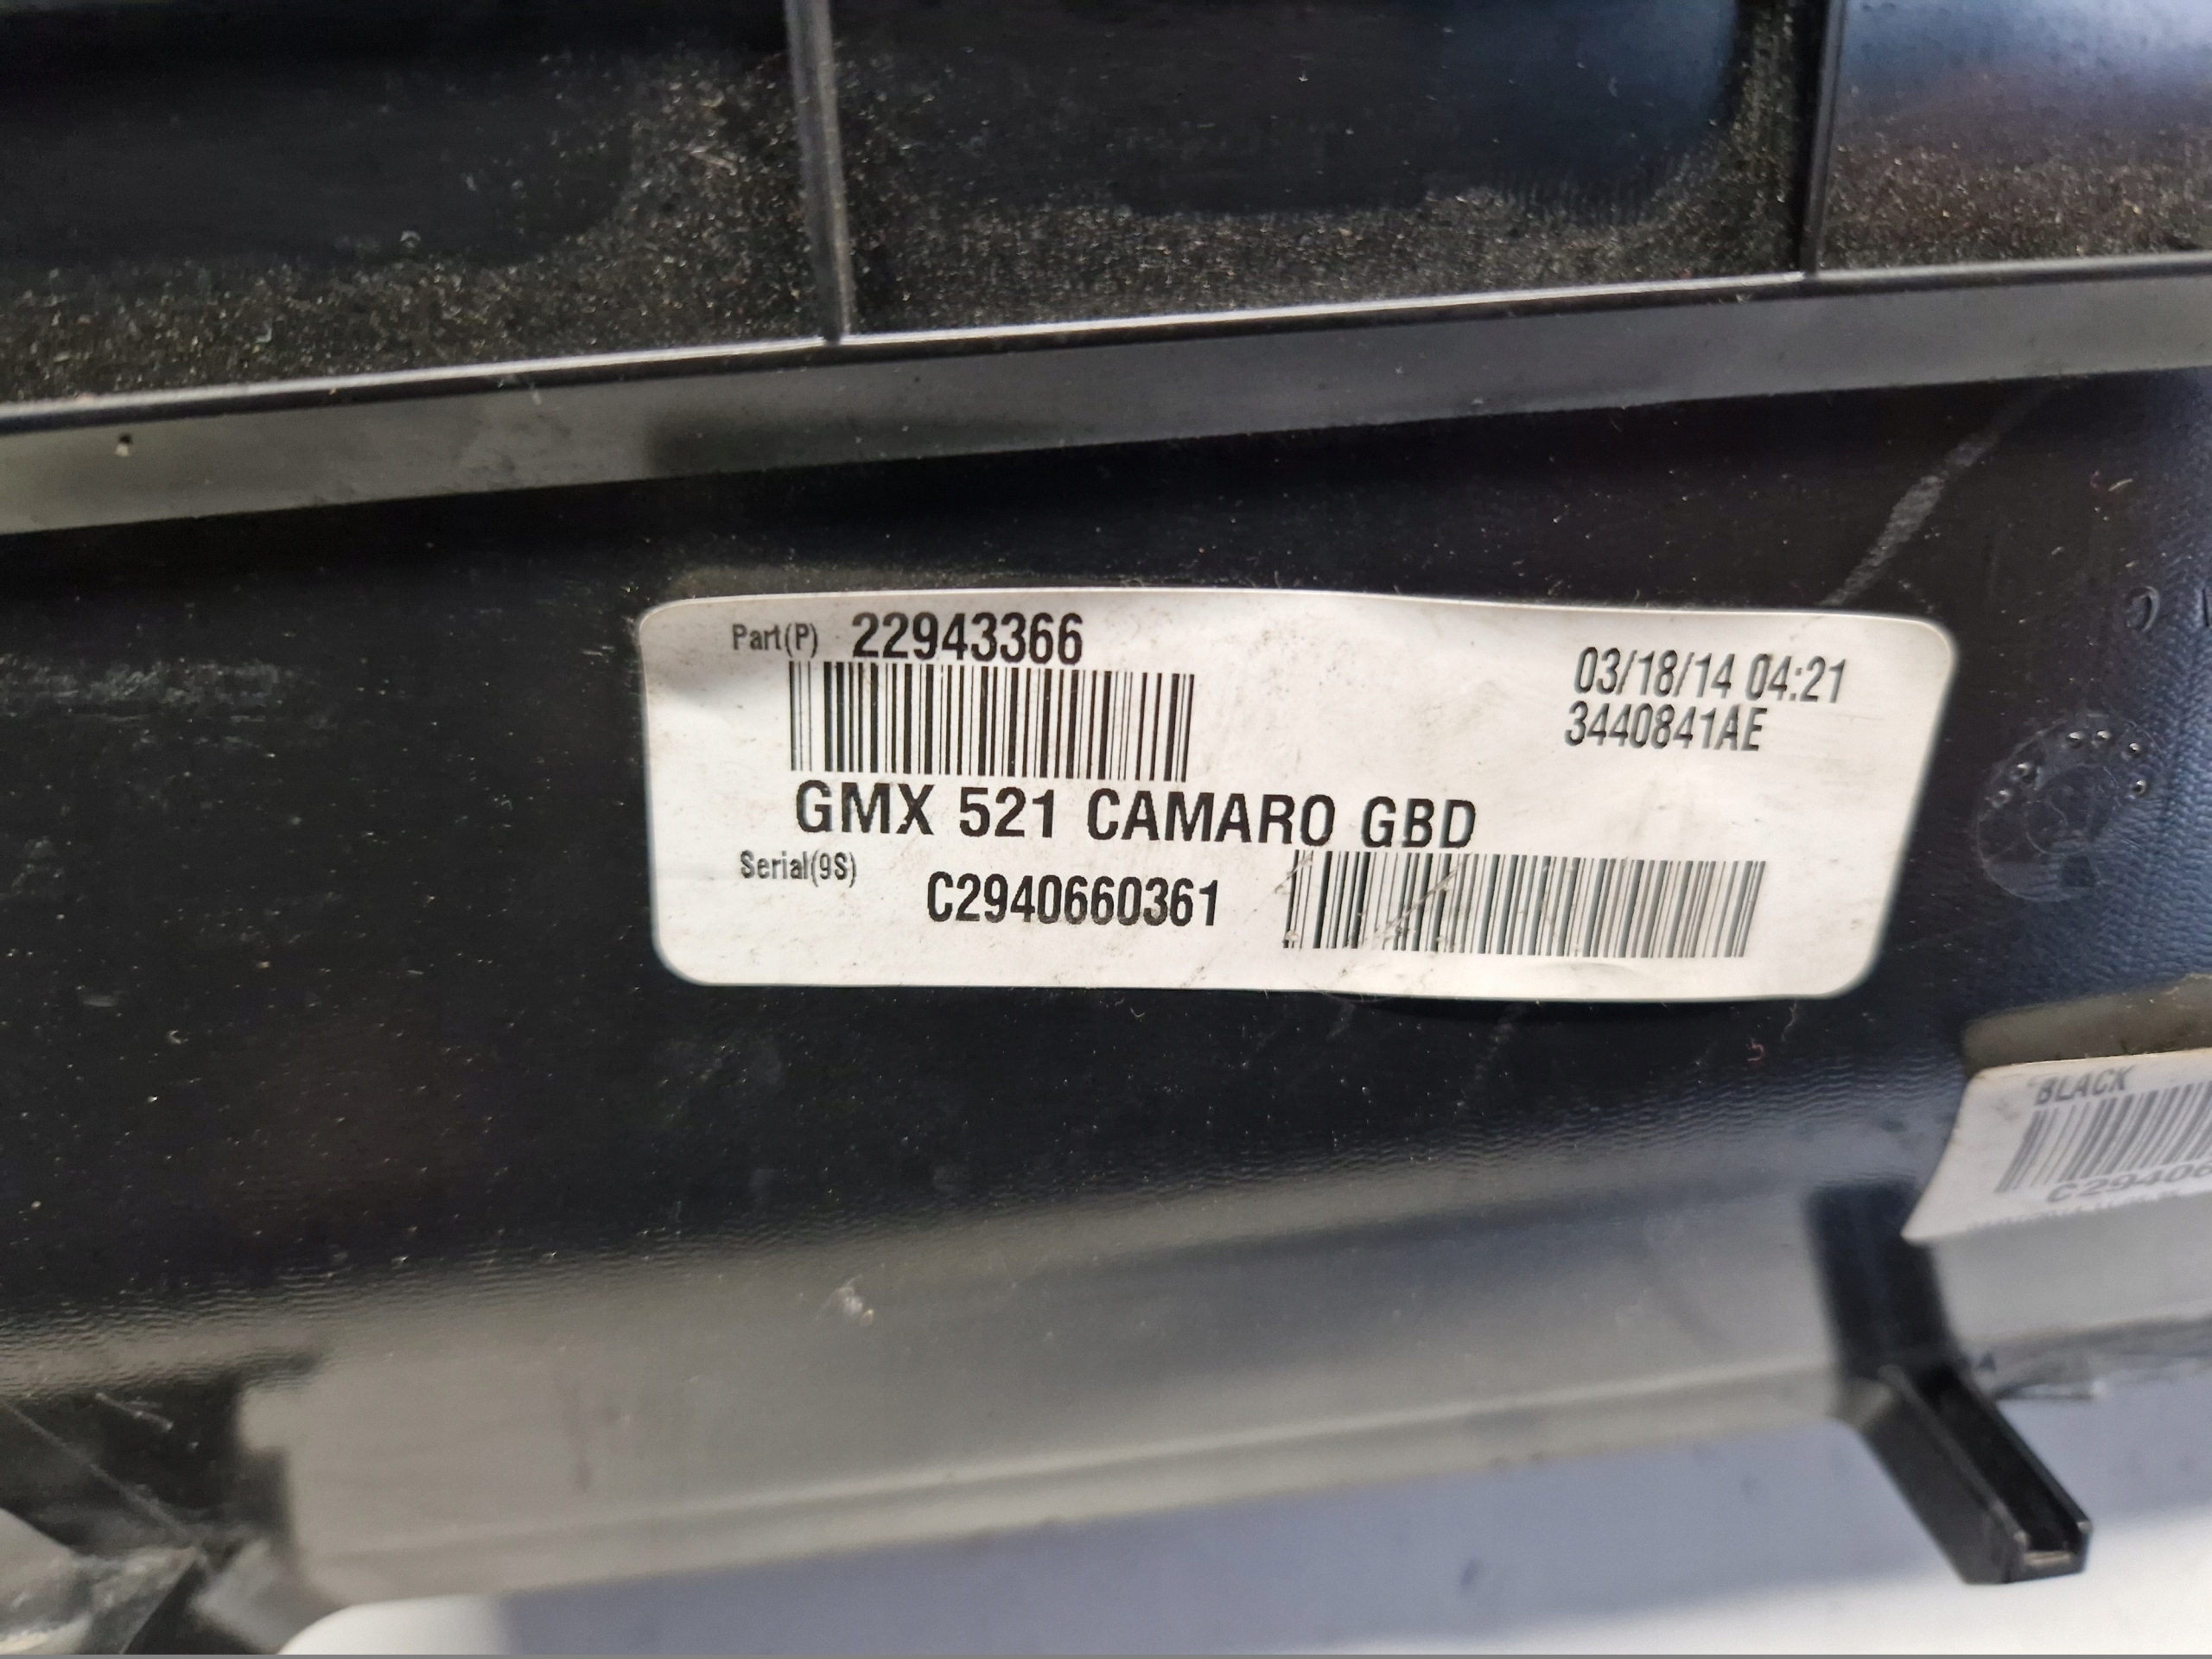 Part(P) 22943366
03/18/14 04:21
3440841AE
GMX 521 CAMARO GBD
Serial(9S)
C2940660361
BLACK